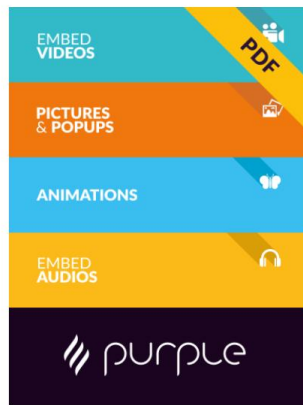 EMBED
VIDEOS
PDF
PICTURES
& POPUPS
ANIMATIONS
EMBED
AUDIOS
purple